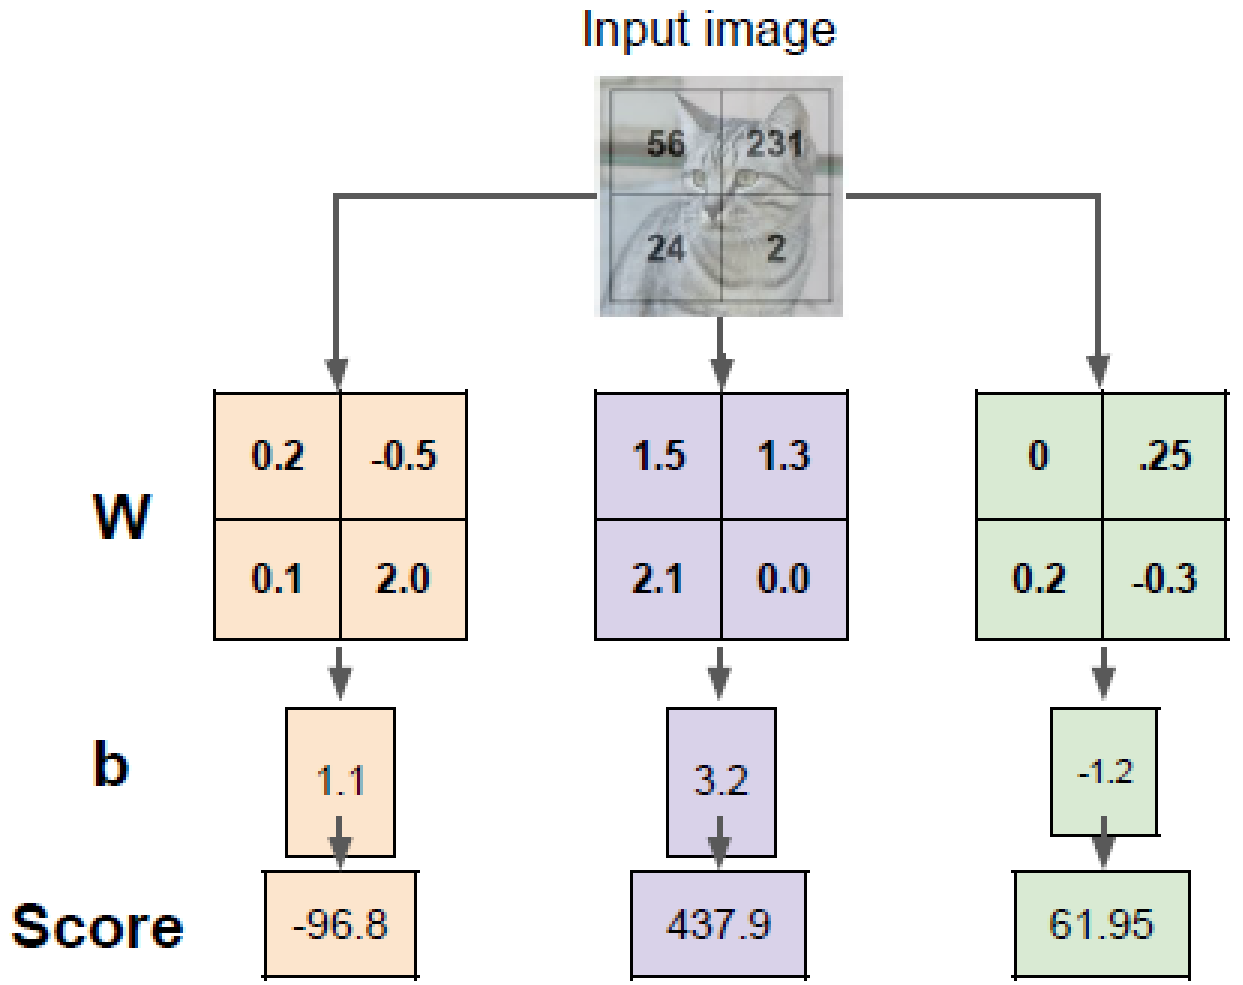 Input image
56 231
24 2
W
0.2 -0.5 1.5 1.3 0 .25
0.1 2.0 2.1 0.0 0.2 -0.3
b 1.1 3.2 -1.2
Score -96.8 437.9 61.95